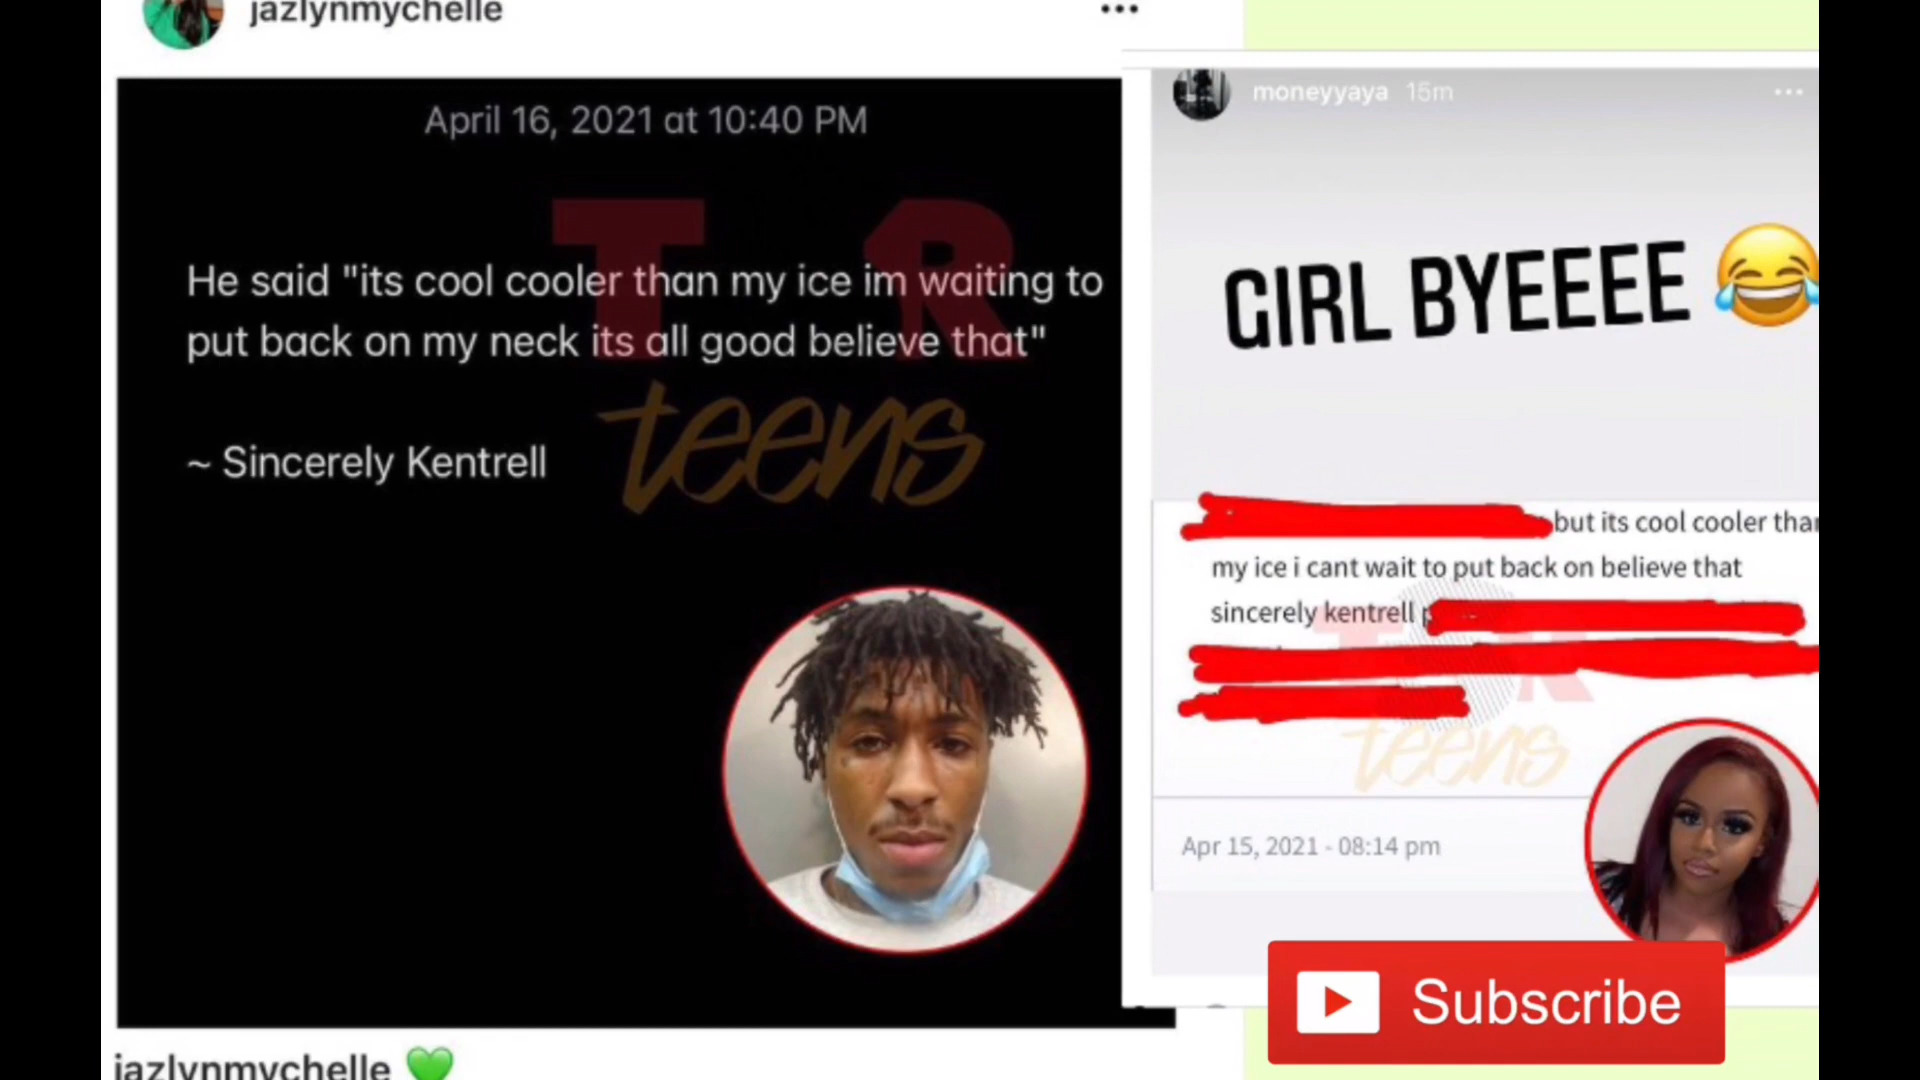 jazlynmychelle
April 16, 2021 at 10:40 PM
He said "its cool cooler than my ice im waiting to
put back on my neck its all good believe that"
~ Sincerely Kentrell
T R
teens
jazlynmychelle 💚
moneyyaya 15m
GIRL BYEEEE 😂
but its cool cooler than
my ice i cant wait to put back on believe that
sincerely kentrell
T R
teens
Apr 15, 2021 - 08:14 pm
Subscribe